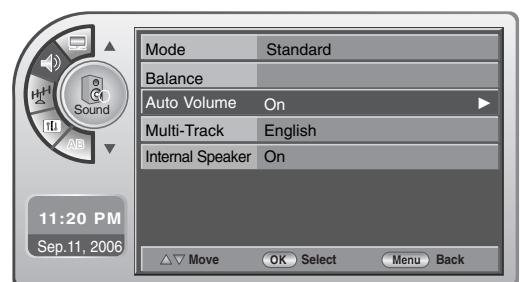 Sound
AB
11:20 PM
Sep.11, 2006
Mode Standard
Balance
Auto Volume On
Multi-Track English
Internal Speaker On
△▽ Move OK Select Menu Back